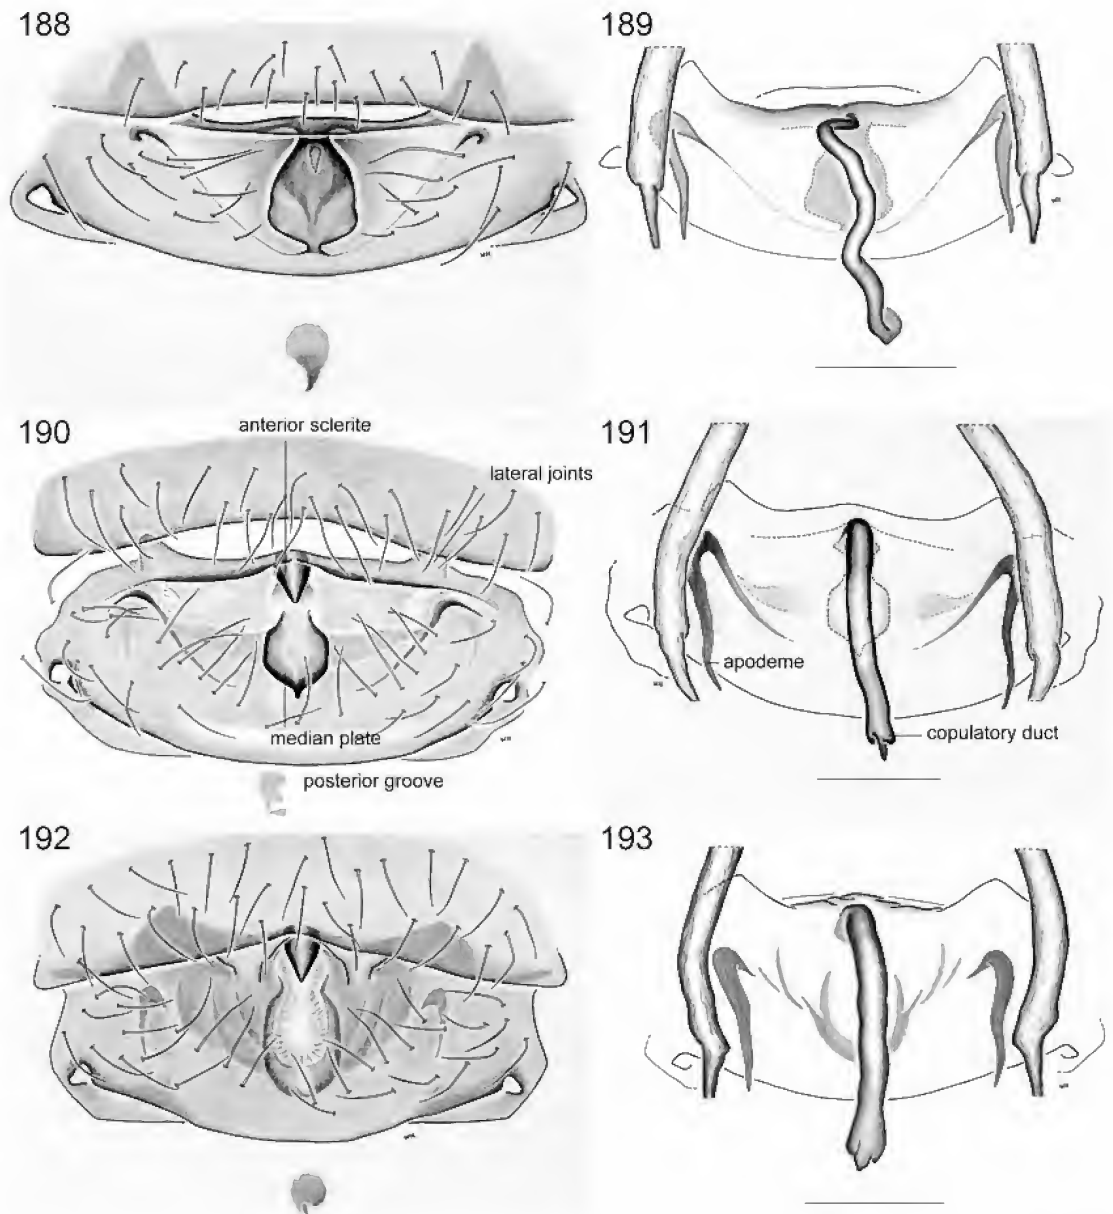 188
189
190
anterior sclerite
lateral joints
median plate
posterior groove
191
apodeme
copulatory duct
192
193